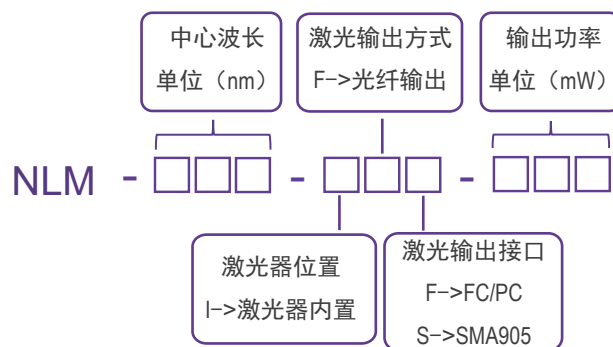 中心波长
单位（nm）
激光输出方式
F->光纤输出
输出功率
单位（mW）
NLM - □□□ - □□□ - □□□
激光器位置
I->激光器内置
激光输出接口
F->FC/PC
S->SMA905